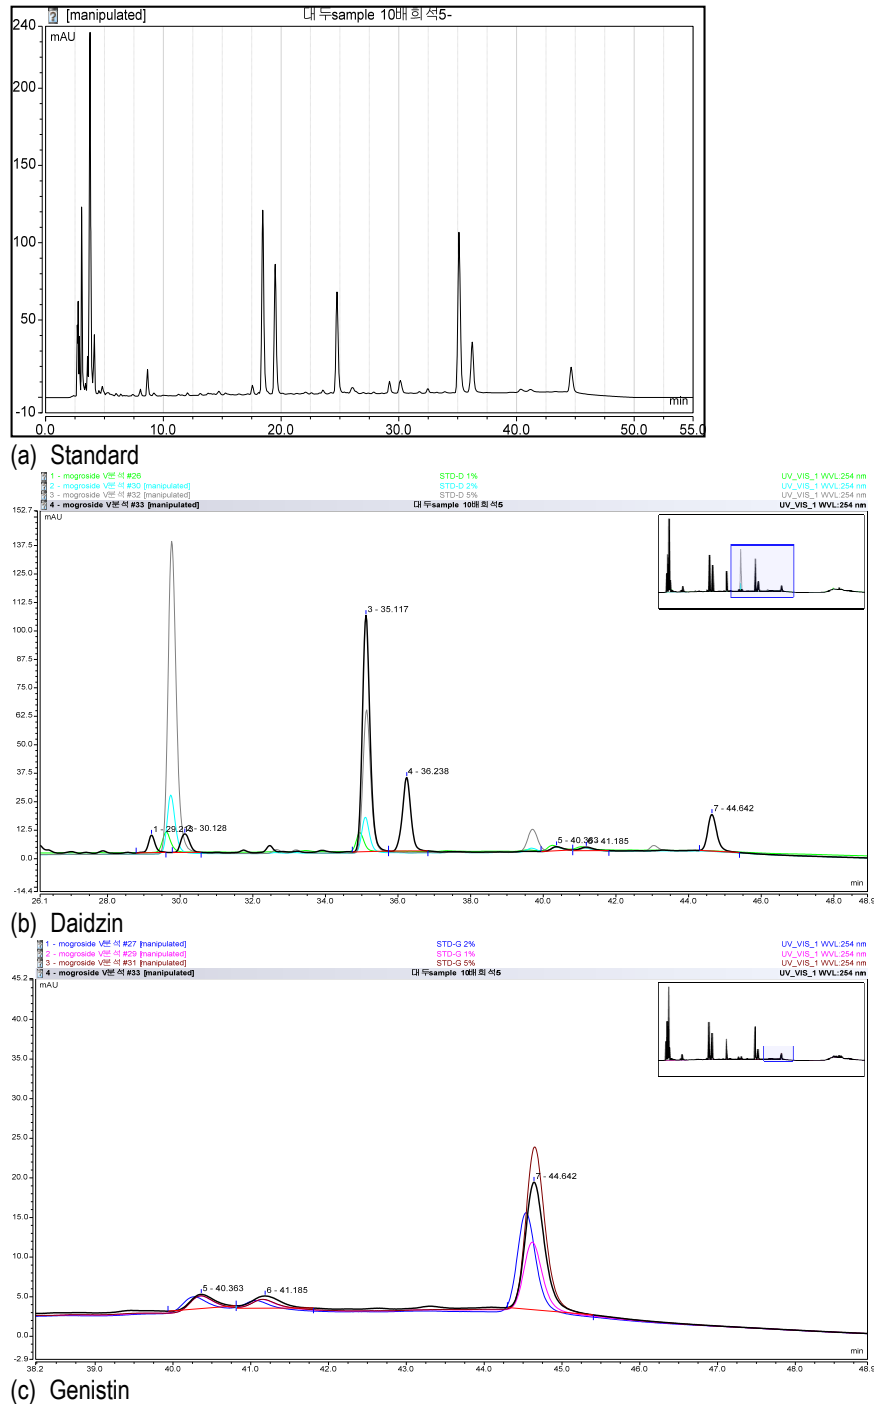 [manipulated] 대두sample 10배희석5-
240
mAU
200
150
100
50
-10
min
0.0 10.0 20.0 30.0 40.0 50.0 55.0
(a) Standard
1 - mogroside V분석 #26 STD-D 1% UV_VIS_1 WVL:254 nm
2 - mogroside V분석 #30 [manipulated] STD-D 2% UV_VIS_1 WVL:254 nm
3 - mogroside V분석 #32 [manipulated] STD-D 5% UV_VIS_1 WVL:254 nm
4 - mogroside V분석 #33 [manipulated] 대두sample 10배희석5 UV_VIS_1 WVL:254 nm
152.7
mAU
137.5
125.0
112.5
3 - 35.117
100.0
87.5
75.0
62.5
50.0
37.5
4 - 36.238
25.0
7 - 44.642
12.5
1 - 29.213 2 - 30.128
5 - 40.363 6 - 41.185
0.0
-14.4
min
26.1 28.0 30.0 32.0 34.0 36.0 38.0 40.0 42.0 44.0 46.0 48.0 48.9
(b) Daidzin
1 - mogroside V분석 #27 [manipulated] STD-G 2% UV_VIS_1 WVL:254 nm
2 - mogroside V분석 #29 [manipulated] STD-G 1% UV_VIS_1 WVL:254 nm
3 - mogroside V분석 #31 [manipulated] STD-G 5% UV_VIS_1 WVL:254 nm
4 - mogroside V분석 #33 [manipulated] 대두sample 10배희석5 UV_VIS_1 WVL:254 nm
45.2
mAU
40.0
35.0
30.0
25.0
20.0
7 - 44.642
15.0
10.0
5 - 40.363 6 - 41.185
5.0
0.0
-2.9
min
38.2 39.0 40.0 41.0 42.0 43.0 44.0 45.0 46.0 47.0 48.0 48.9
(c) Genistin